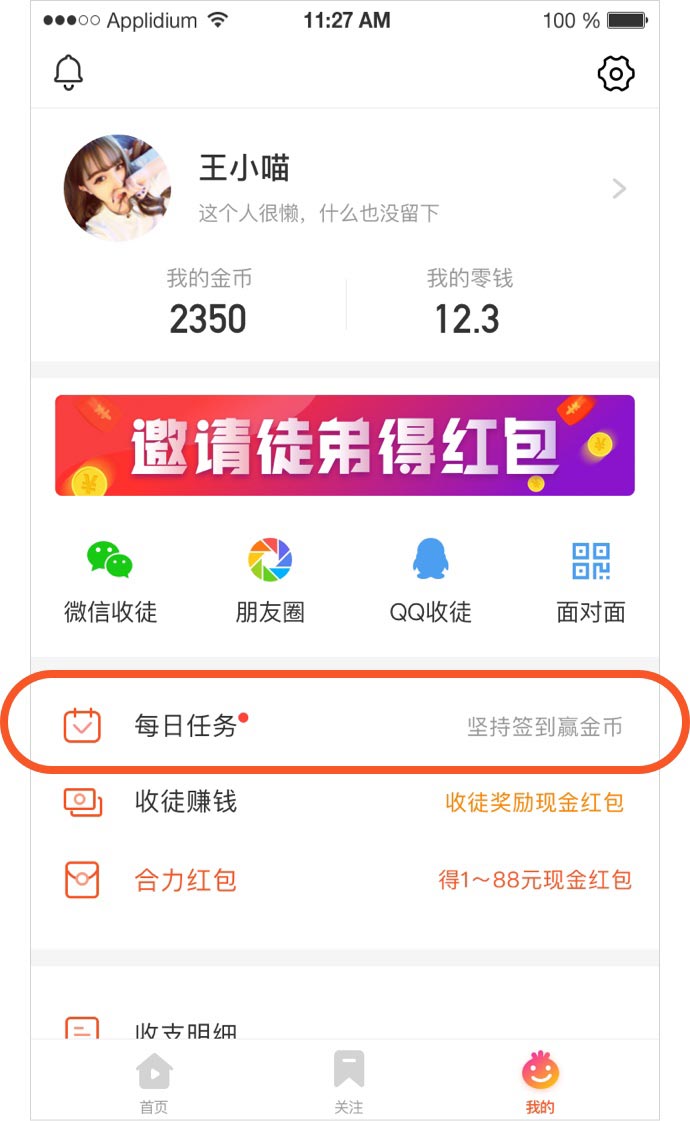 Applidium 11:27 AM 100 %
王小喵
这个人很懒，什么也没留下
我的金币 我的零钱
2350 12.3
邀请徒弟得红包
微信收徒 朋友圈 QQ收徒 面对面
每日任务 坚持签到赢金币
收徒赚钱 收徒奖励现金红包
合力红包 得1～88元现金红包
收支明细
首页 关注 我的